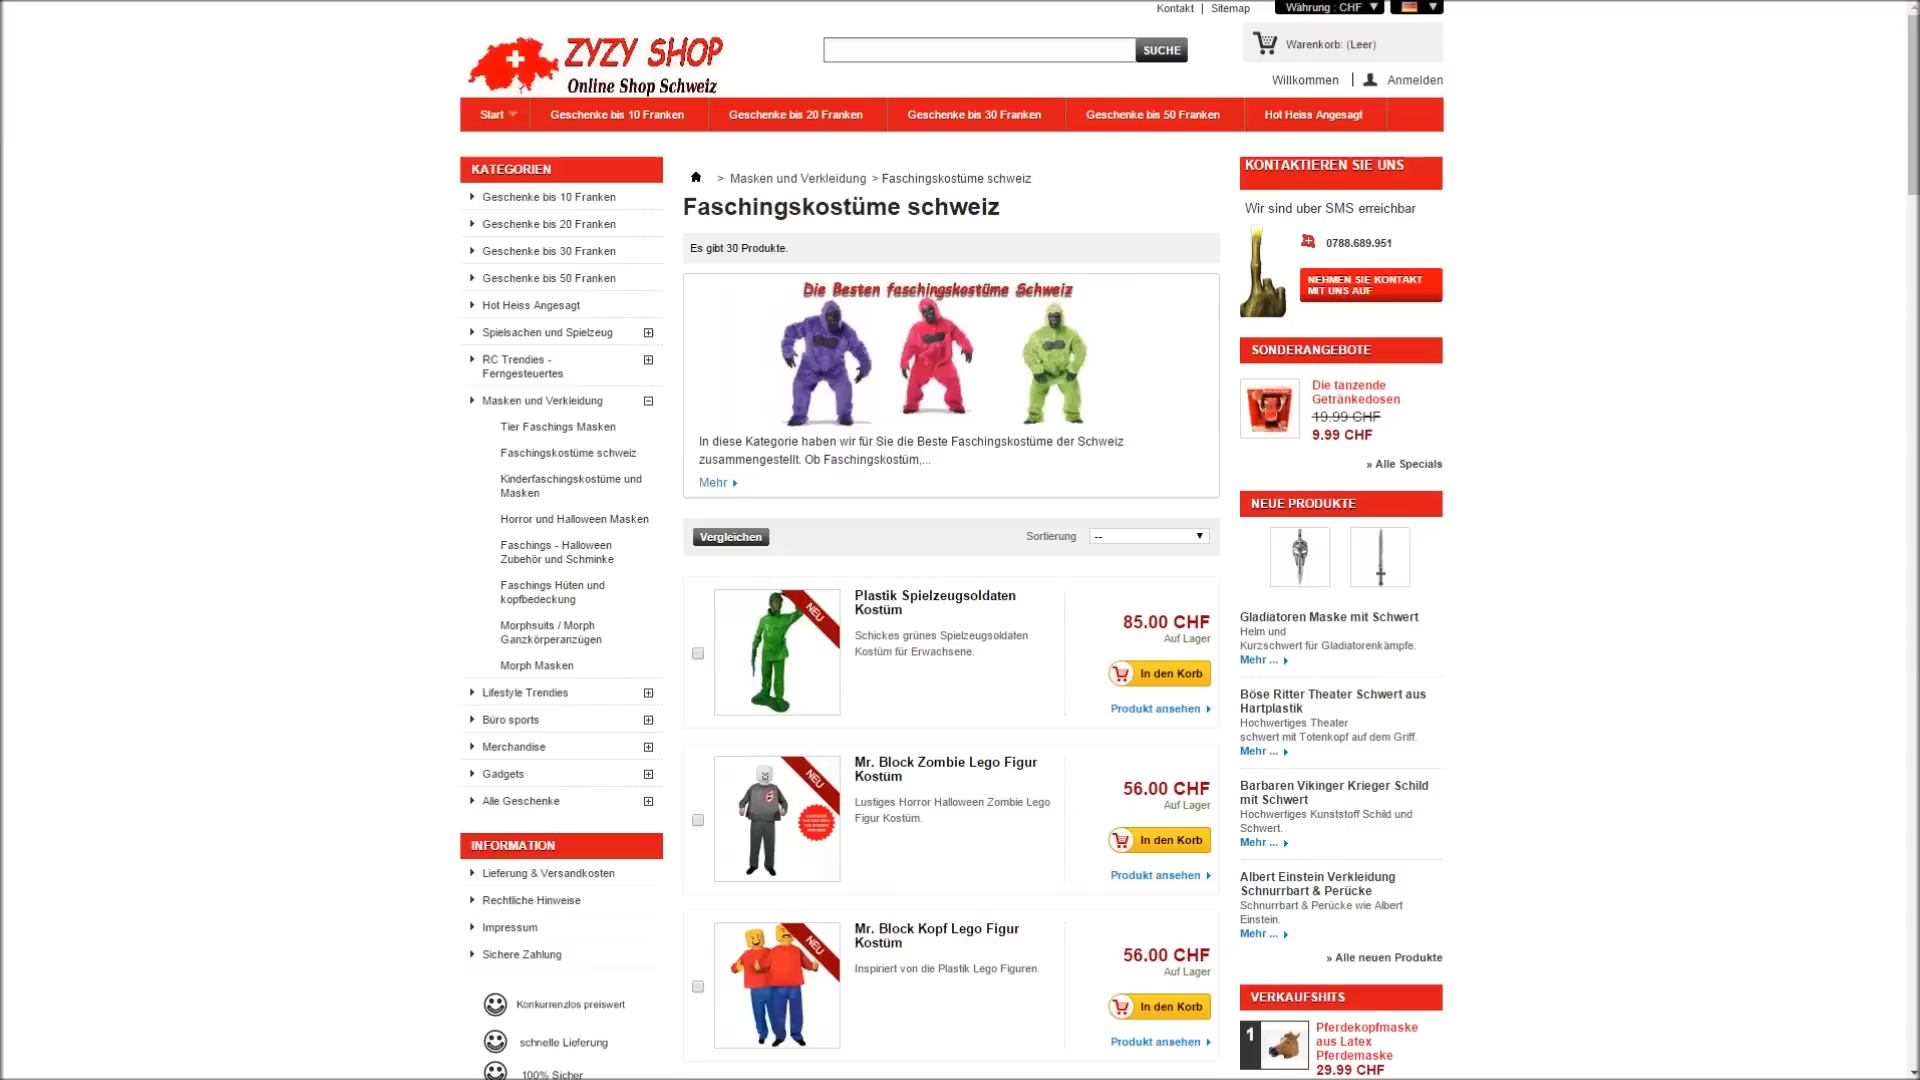 Kontakt | Sitemap
Währung : CHF
ZYZY SHOP
Online Shop Schweiz
SUCHE
Warenkorb: (Leer)
Willkommen | Anmelden
Start
Geschenke bis 10 Franken
Geschenke bis 20 Franken
Geschenke bis 30 Franken
Geschenke bis 50 Franken
Hot Heiss Angesagt
KATEGORIEN
Geschenke bis 10 Franken
Geschenke bis 20 Franken
Geschenke bis 30 Franken
Geschenke bis 50 Franken
Hot Heiss Angesagt
Spielsachen und Spielzeug
RC Trendies -
Ferngesteuertes
Masken und Verkleidung
Tier Faschings Masken
Faschingskostüme schweiz
Kinderfaschingskostüme und
Masken
Horror und Halloween Masken
Faschings - Halloween
Zubehör und Schminke
Faschings Hüten und
kopfbedeckung
Morphsuits / Morph
Ganzkörperanzügen
Morph Masken
Lifestyle Trendies
Büro sports
Merchandise
Gadgets
Alle Geschenke
INFORMATION
Lieferung & Versandkosten
Rechtliche Hinweise
Impressum
Sichere Zahlung
Konkurrenzlos preiswert
schnelle Lieferung
100% Sicher
> Masken und Verkleidung > Faschingskostüme schweiz
Faschingskostüme schweiz
Es gibt 30 Produkte.
Die Besten faschingskostüme Schweiz
In diese Kategorie haben wir für Sie die Beste Faschingskostüme der Schweiz
zusammengestellt. Ob Faschingskostüm,...
Mehr
Vergleichen
Sortierung
--
NEU
Plastik Spielzeugsoldaten
Kostüm
Schickes grünes Spielzeugsoldaten
Kostüm für Erwachsene.
85.00 CHF
Auf Lager
In den Korb
Produkt ansehen
NEU
Mr. Block Zombie Lego Figur
Kostüm
Lustiges Horror Halloween Zombie Lego
Figur Kostüm.
56.00 CHF
Auf Lager
In den Korb
Produkt ansehen
NEU
Mr. Block Kopf Lego Figur
Kostüm
Inspiriert von die Plastik Lego Figuren.
56.00 CHF
Auf Lager
In den Korb
Produkt ansehen
KONTAKTIEREN SIE UNS
Wir sind uber SMS erreichbar
0788.689.951
NEHMEN SIE KONTAKT
MIT UNS AUF
SONDERANGEBOTE
Die tanzende
Getränkedosen
19.99 CHF
9.99 CHF
» Alle Specials
NEUE PRODUKTE
Gladiatoren Maske mit Schwert
Helm und
Kurzschwert für Gladiatorenkämpfe.
Mehr ...
Böse Ritter Theater Schwert aus
Hartplastik
Hochwertiges Theater
schwert mit Totenkopf auf dem Griff.
Mehr ...
Barbaren Vikinger Krieger Schild
mit Schwert
Hochwertiges Kunststoff Schild und
Schwert.
Mehr ...
Albert Einstein Verkleidung
Schnurrbart & Perücke
Schnurrbart & Perücke wie Albert
Einstein.
Mehr ...
» Alle neuen Produkte
VERKAUFSHITS
1
Pferdekopfmaske
aus Latex
Pferdemaske
29.99 CHF